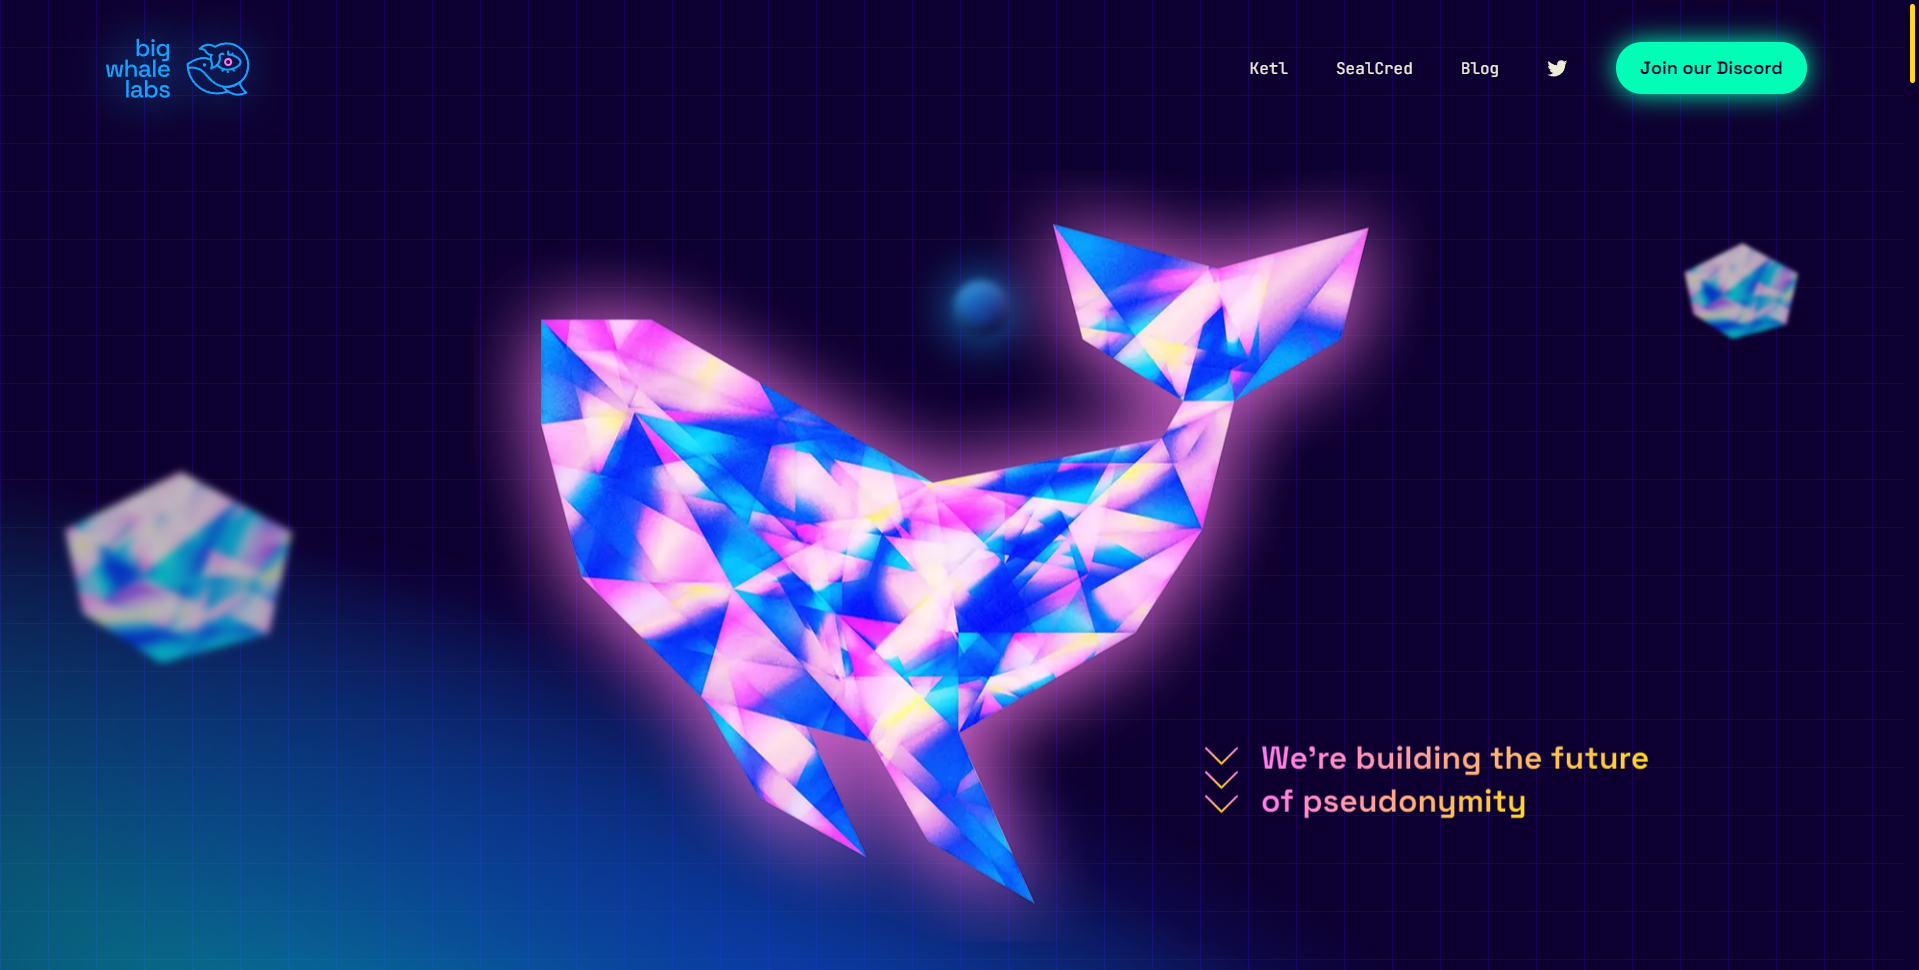 big
whale
labs
Ketl SealCred Blog Join our Discord
We're building the future
of pseudonymity